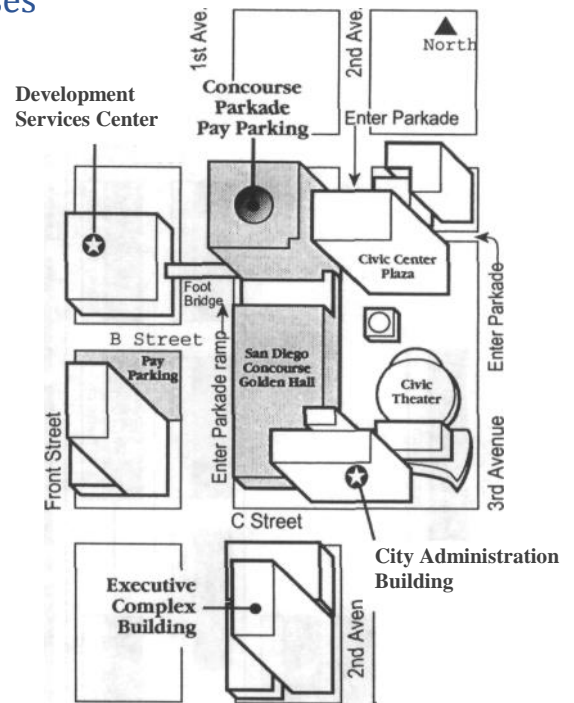 ses
1st Ave.
2nd Ave.
North
Concourse
Parkade
Pay Parking
Enter Parkade
Development
Services Center
Civic Center
Plaza
Foot
Bridge
Enter Parkade
B Street
Pay
Parking
Enter Parkade ramp
San Diego
Concourse
Golden Hall
Civic
Theater
Front Street
3rd Avenue
C Street
City Administration
Building
Executive
Complex
Building
2nd Aven